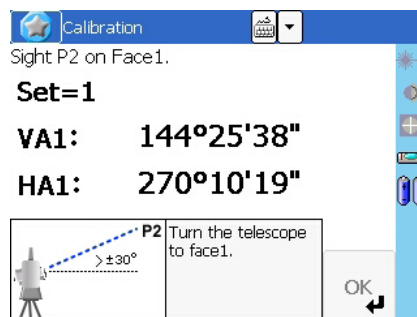 Calibration
Sight P2 on Face1.
Set=1
VA1: 144°25'38"
HA1: 270°10'19"
P2
>±30°
Turn the telescope
to face1.
OK